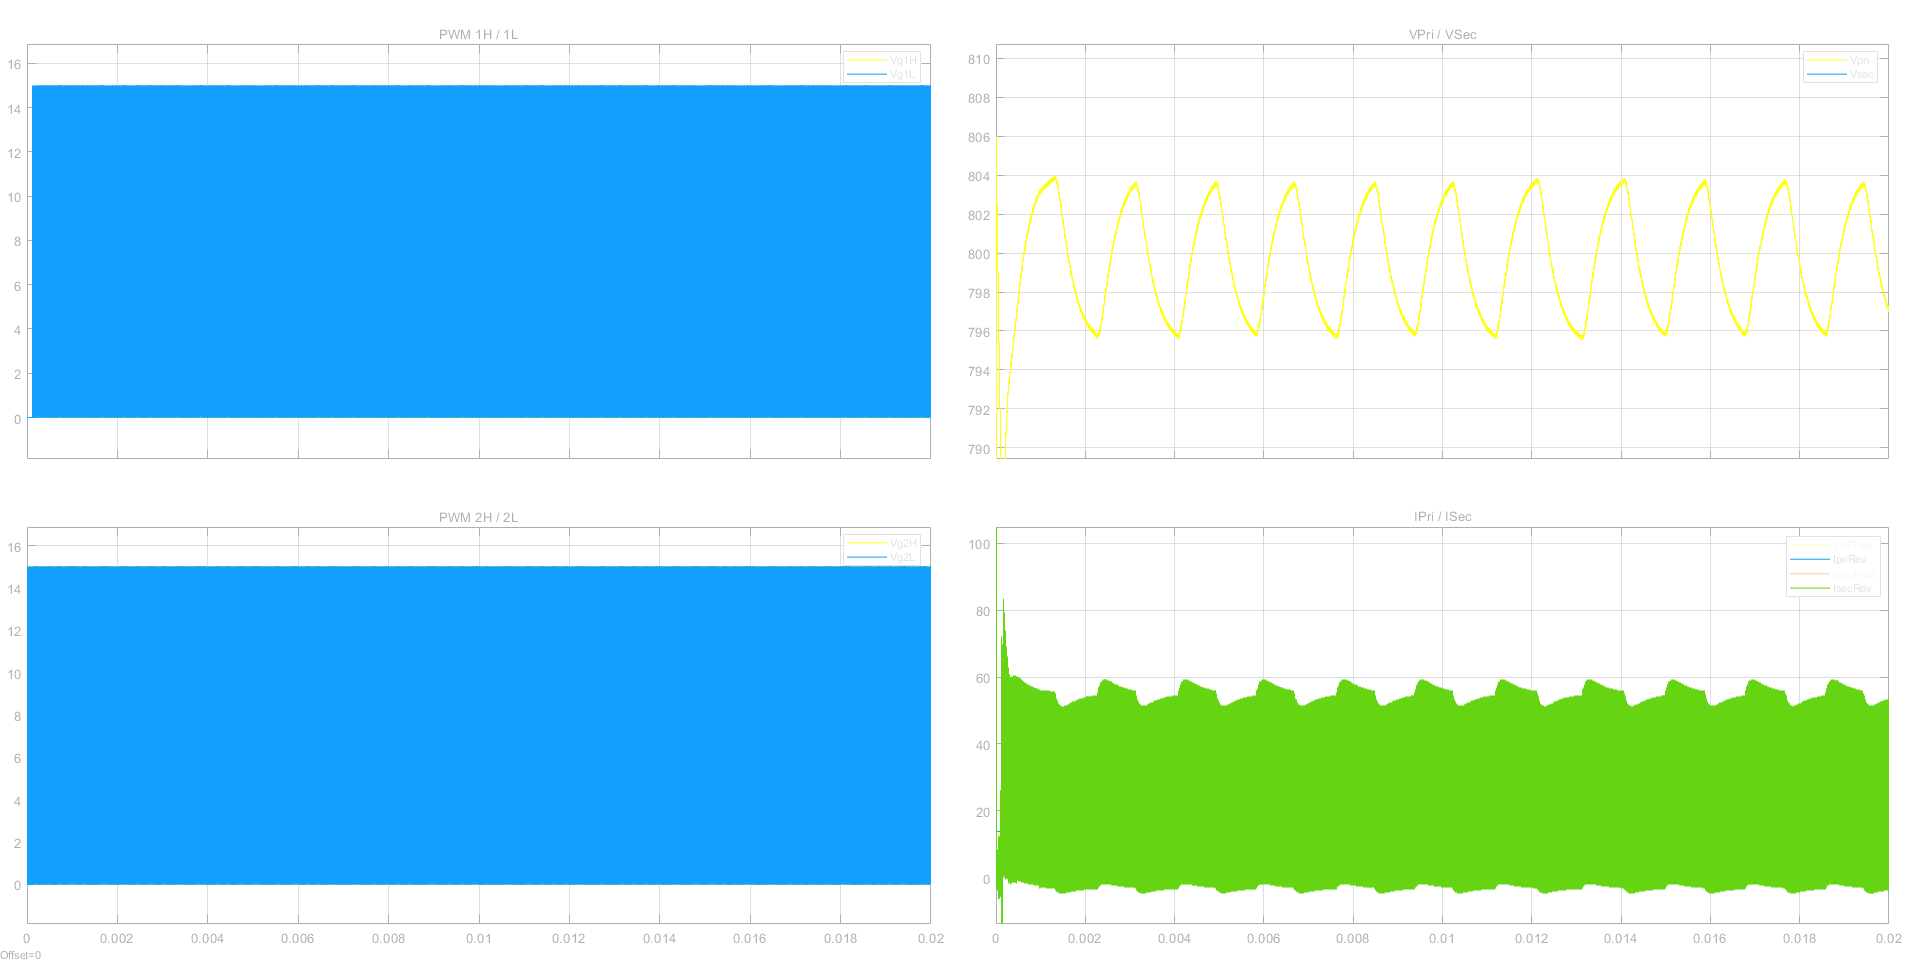 PWM 1H / 1L
16
14
12
10
8
6
4
2
0
Vg1H
Vg1L
VPri / VSec
810
808
806
804
802
800
798
796
794
792
790
Vpri
Vsec
PWM 2H / 2L
16
14
12
10
8
6
4
2
0
Vg2H
Vg2L
0 0.002 0.004 0.006 0.008 0.01 0.012 0.014 0.016 0.018 0.02
Offset=0
IPri / ISec
100
80
60
40
20
0
IpriRev
IsecRev
0 0.002 0.004 0.006 0.008 0.01 0.012 0.014 0.016 0.018 0.02